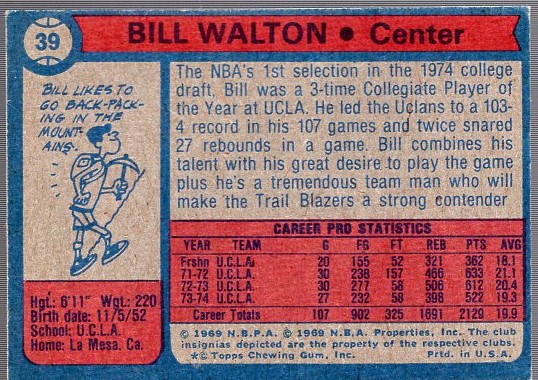 39
BILL WALTON • Center
BILL LIKES TO
GO BACK-PACK-
ING IN THE
MOUNT-
AINS.
The NBA's 1st selection in the 1974 college
draft, Bill was a 3-time Collegiate Player of
the Year at UCLA. He led the Uclans to a 103-
4 record in his 107 games and twice snared
27 rebounds in a game. Bill combines his
talent with his great desire to play the game
plus he's a tremendous team man who will
make the Trail Blazers a strong contender
Hgt.: 6'11" Wgt.: 220
Birth date: 11/5/52
School: U.C.L.A.
Home: La Mesa, Ca.
CAREER PRO STATISTICS
YEAR TEAM G FG FT REB PTS AVG
Frshn U.C.L.A. 20 155 52 321 362 18.1
71-72 U.C.L.A. 30 238 157 466 633 21.1
72-73 U.C.L.A. 30 277 58 506 612 20.4
73-74 U.C.L.A. 27 232 58 398 522 19.3
Career Totals 107 902 325 1691 2129 19.9
© 1969 N.B.P.A. © 1969 N.B.A. Properties, Inc. The club
insignias depicted are the property of the respective clubs.
*© Topps Chewing Gum, Inc. Prtd. in U.S.A.